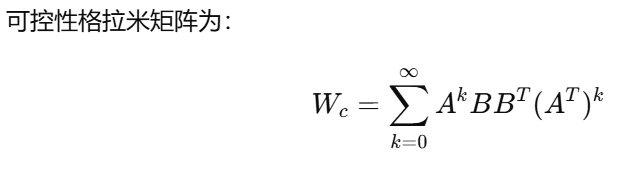 可控性格拉米矩阵为：
W_c = \sum_{k=0}^{\infty} A^k B B^T (A^T)^k